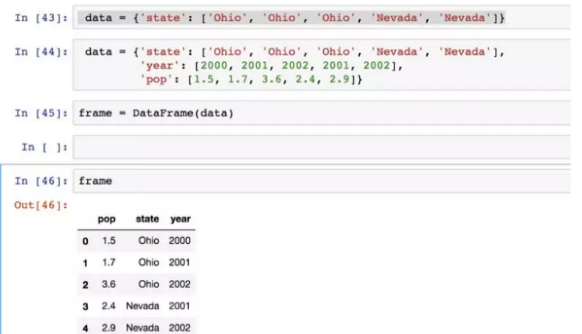 In [43]: data = {'state': ['Ohio', 'Ohio', 'Ohio', 'Nevada', 'Nevada']}
In [44]: data = {'state': ['Ohio', 'Ohio', 'Ohio', 'Nevada', 'Nevada'],
'year': [2000, 2001, 2002, 2001, 2002],
'pop': [1.5, 1.7, 3.6, 2.4, 2.9]}
In [45]: frame = DataFrame(data)
In [ ]:
In [46]: frame
Out[46]:
pop state year
0 1.5 Ohio 2000
1 1.7 Ohio 2001
2 3.6 Ohio 2002
3 2.4 Nevada 2001
4 2.9 Nevada 2002